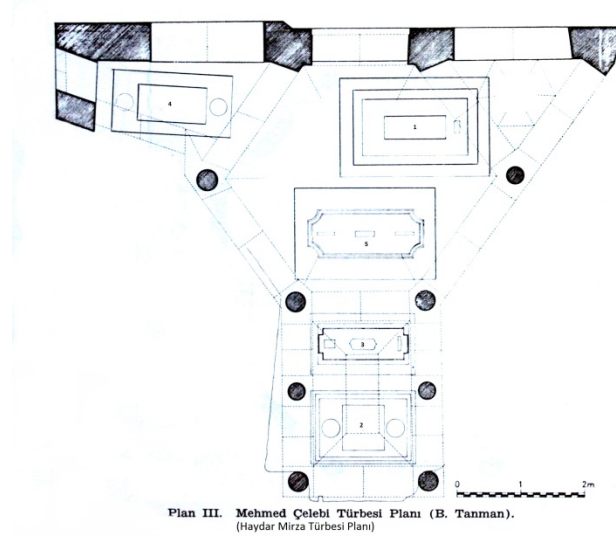 4
1
5
3
2
0 1 2m
Plan III. Mehmed Çelebi Türbesi Planı (B. Tanman).
(Haydar Mirza Türbesi Planı)